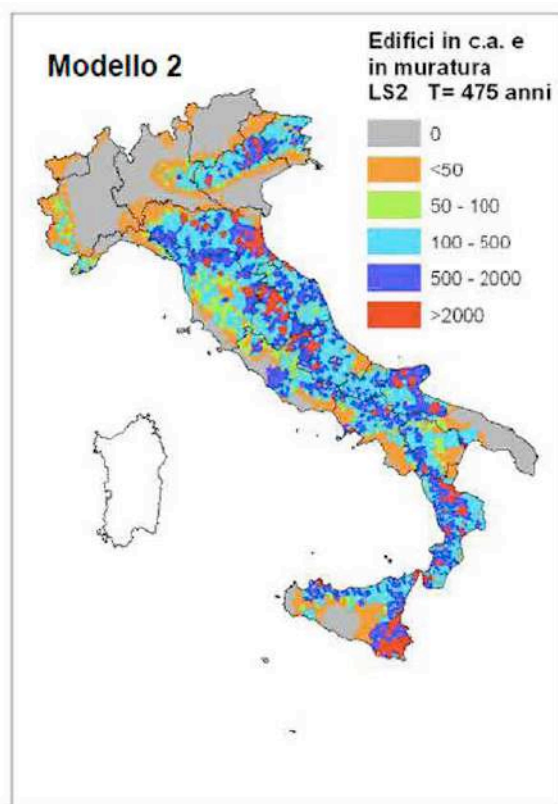 Modello 2
Edifici in c.a. e
in muratura
LS2 T= 475 anni
0
<50
50 - 100
100 - 500
500 - 2000
>2000